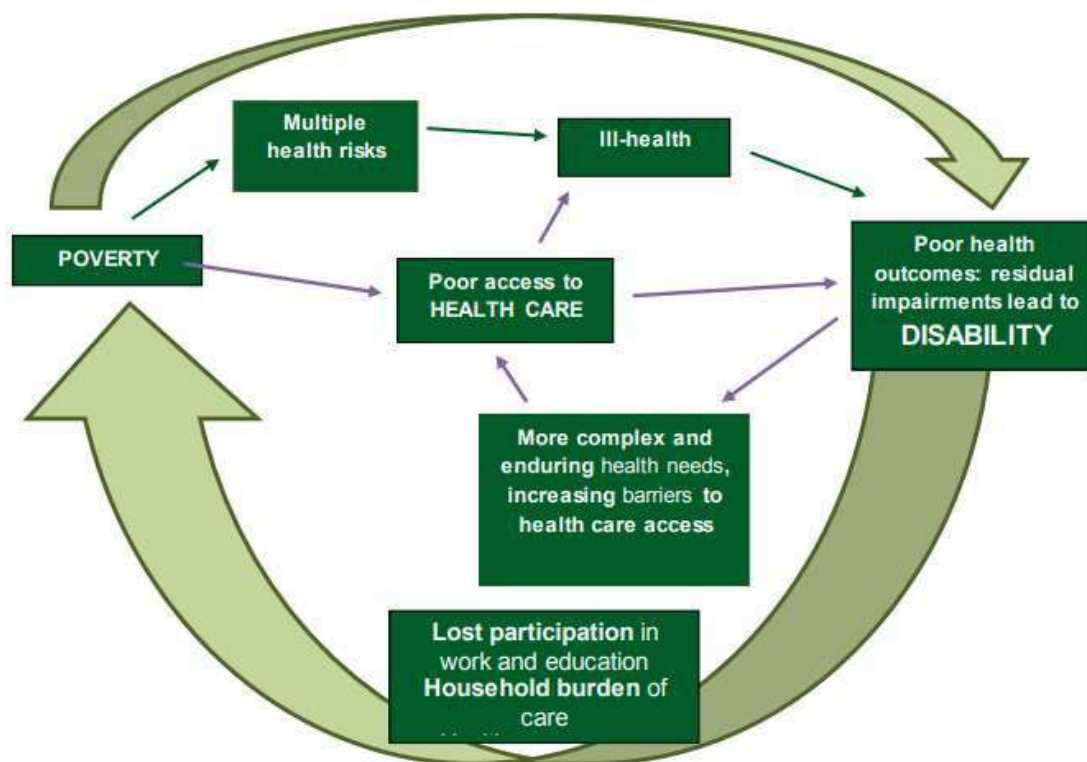 Multiple
health risks
Ill-health
POVERTY
Poor access to
HEALTH CARE
Poor health
outcomes: residual
impairments lead to
DISABILITY
More complex and
enduring health needs,
increasing barriers to
health care access
Lost participation in
work and education
Household burden of
care